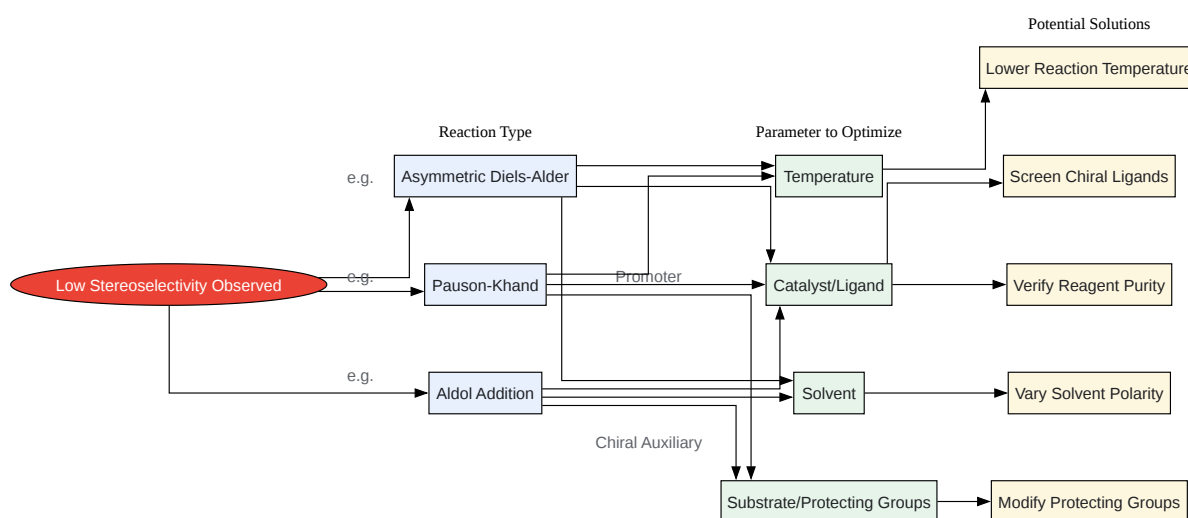 Potential Solutions
Lower Reaction Temperature
Reaction Type
Parameter to Optimize
e.g.
Asymmetric Diels-Alder
Temperature
Screen Chiral Ligands
Low Stereoselectivity Observed
e.g.
Pauson-Khand
Promoter
Catalyst/Ligand
Verify Reagent Purity
e.g.
Aldol Addition
Solvent
Vary Solvent Polarity
Chiral Auxiliary
Substrate/Protecting Groups
Modify Protecting Groups